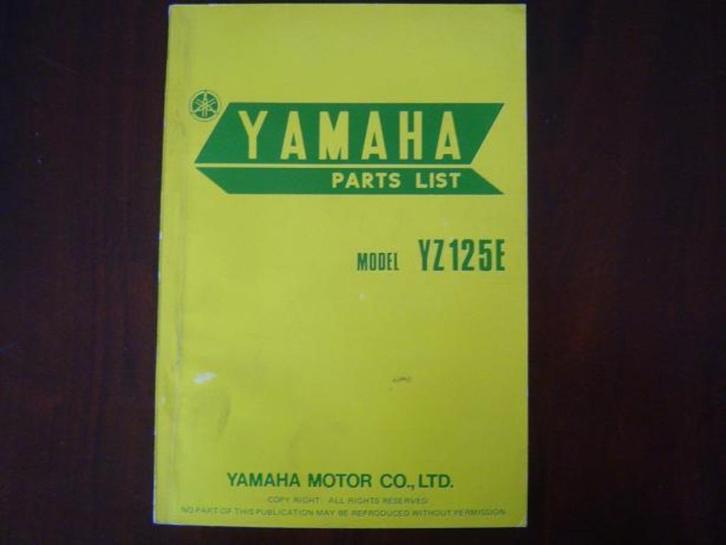 YAMAHA
PARTS LIST
MODEL YZ125E
YAMAHA MOTOR CO., LTD.
COPY RIGHT: ALL RIGHTS RESERVED!
NO PART OF THIS PUBLICATION MAY BE REPRODUCED WITHOUT PERMISSION